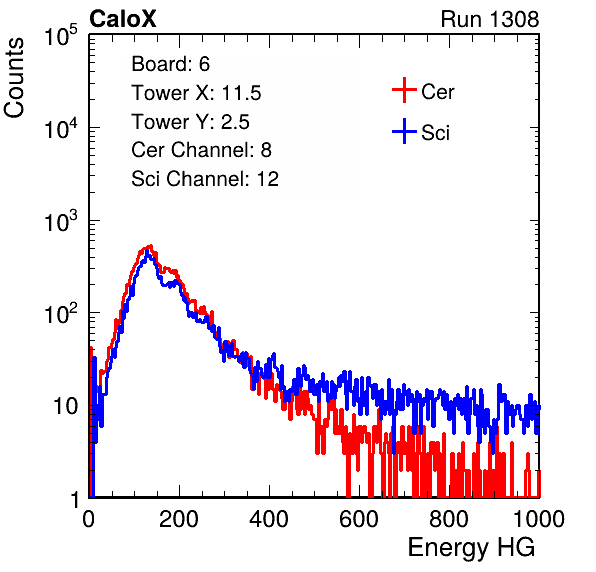 CaloX Run 1308
Counts
10^5
10^4
10^3
10^2
10
1
Board: 6
Tower X: 11.5
Tower Y: 2.5
Cer Channel: 8
Sci Channel: 12
Cer
Sci
0 200 400 600 800 1000
Energy HG